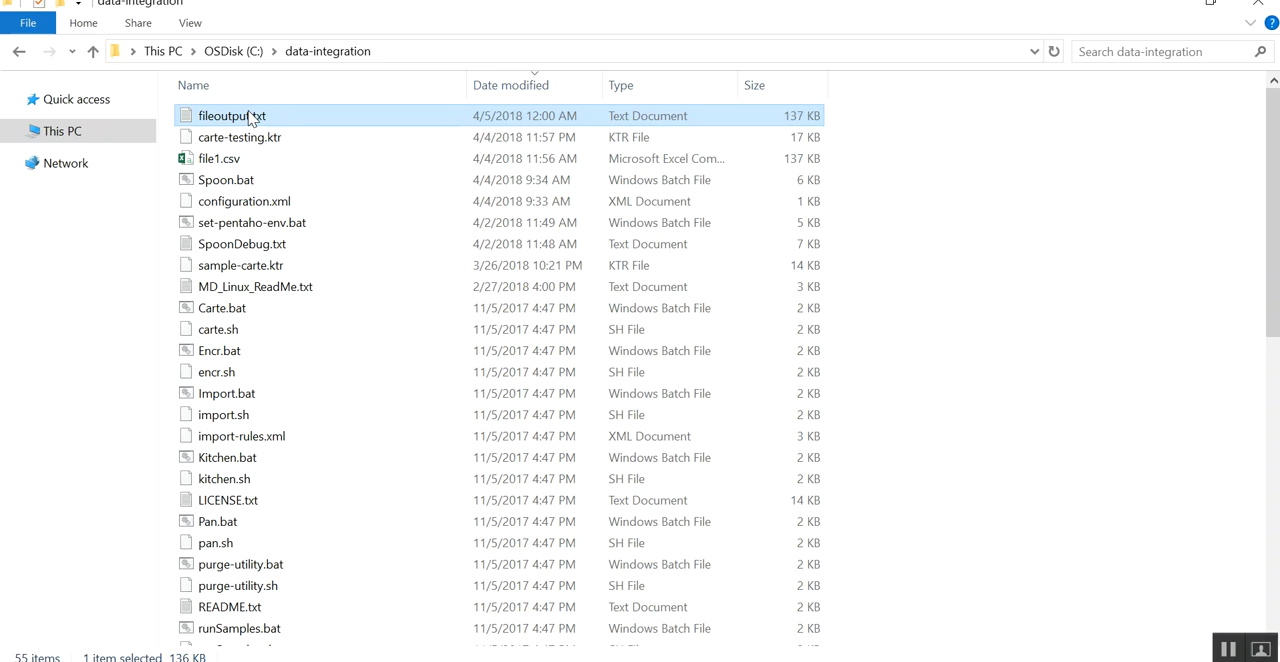 data-integration
File Home Share View
This PC OSDisk (C:) data-integration Search data-integration
Quick access
This PC
Network
Name Date modified Type Size
fileoutput.txt 4/5/2018 12:00 AM Text Document 137 KB
carte-testing.ktr 4/4/2018 11:57 PM KTR File 17 KB
file1.csv 4/4/2018 11:56 AM Microsoft Excel Com... 137 KB
Spoon.bat 4/4/2018 9:34 AM Windows Batch File 6 KB
configuration.xml 4/4/2018 9:33 AM XML Document 1 KB
set-pentaho-env.bat 4/2/2018 11:49 AM Windows Batch File 5 KB
SpoonDebug.txt 4/2/2018 11:48 AM Text Document 7 KB
sample-carte.ktr 3/26/2018 10:21 PM KTR File 14 KB
MD_Linux_ReadMe.txt 2/27/2018 4:00 PM Text Document 3 KB
Carte.bat 11/5/2017 4:47 PM Windows Batch File 2 KB
carte.sh 11/5/2017 4:47 PM SH File 2 KB
Encr.bat 11/5/2017 4:47 PM Windows Batch File 2 KB
encr.sh 11/5/2017 4:47 PM SH File 2 KB
Import.bat 11/5/2017 4:47 PM Windows Batch File 2 KB
import.sh 11/5/2017 4:47 PM SH File 2 KB
import-rules.xml 11/5/2017 4:47 PM XML Document 3 KB
Kitchen.bat 11/5/2017 4:47 PM Windows Batch File 2 KB
kitchen.sh 11/5/2017 4:47 PM SH File 2 KB
LICENSE.txt 11/5/2017 4:47 PM Text Document 14 KB
Pan.bat 11/5/2017 4:47 PM Windows Batch File 2 KB
pan.sh 11/5/2017 4:47 PM SH File 2 KB
purge-utility.bat 11/5/2017 4:47 PM Windows Batch File 2 KB
purge-utility.sh 11/5/2017 4:47 PM SH File 2 KB
README.txt 11/5/2017 4:47 PM Text Document 2 KB
runSamples.bat 11/5/2017 4:47 PM Windows Batch File 2 KB
55 items 1 item selected 136 KB